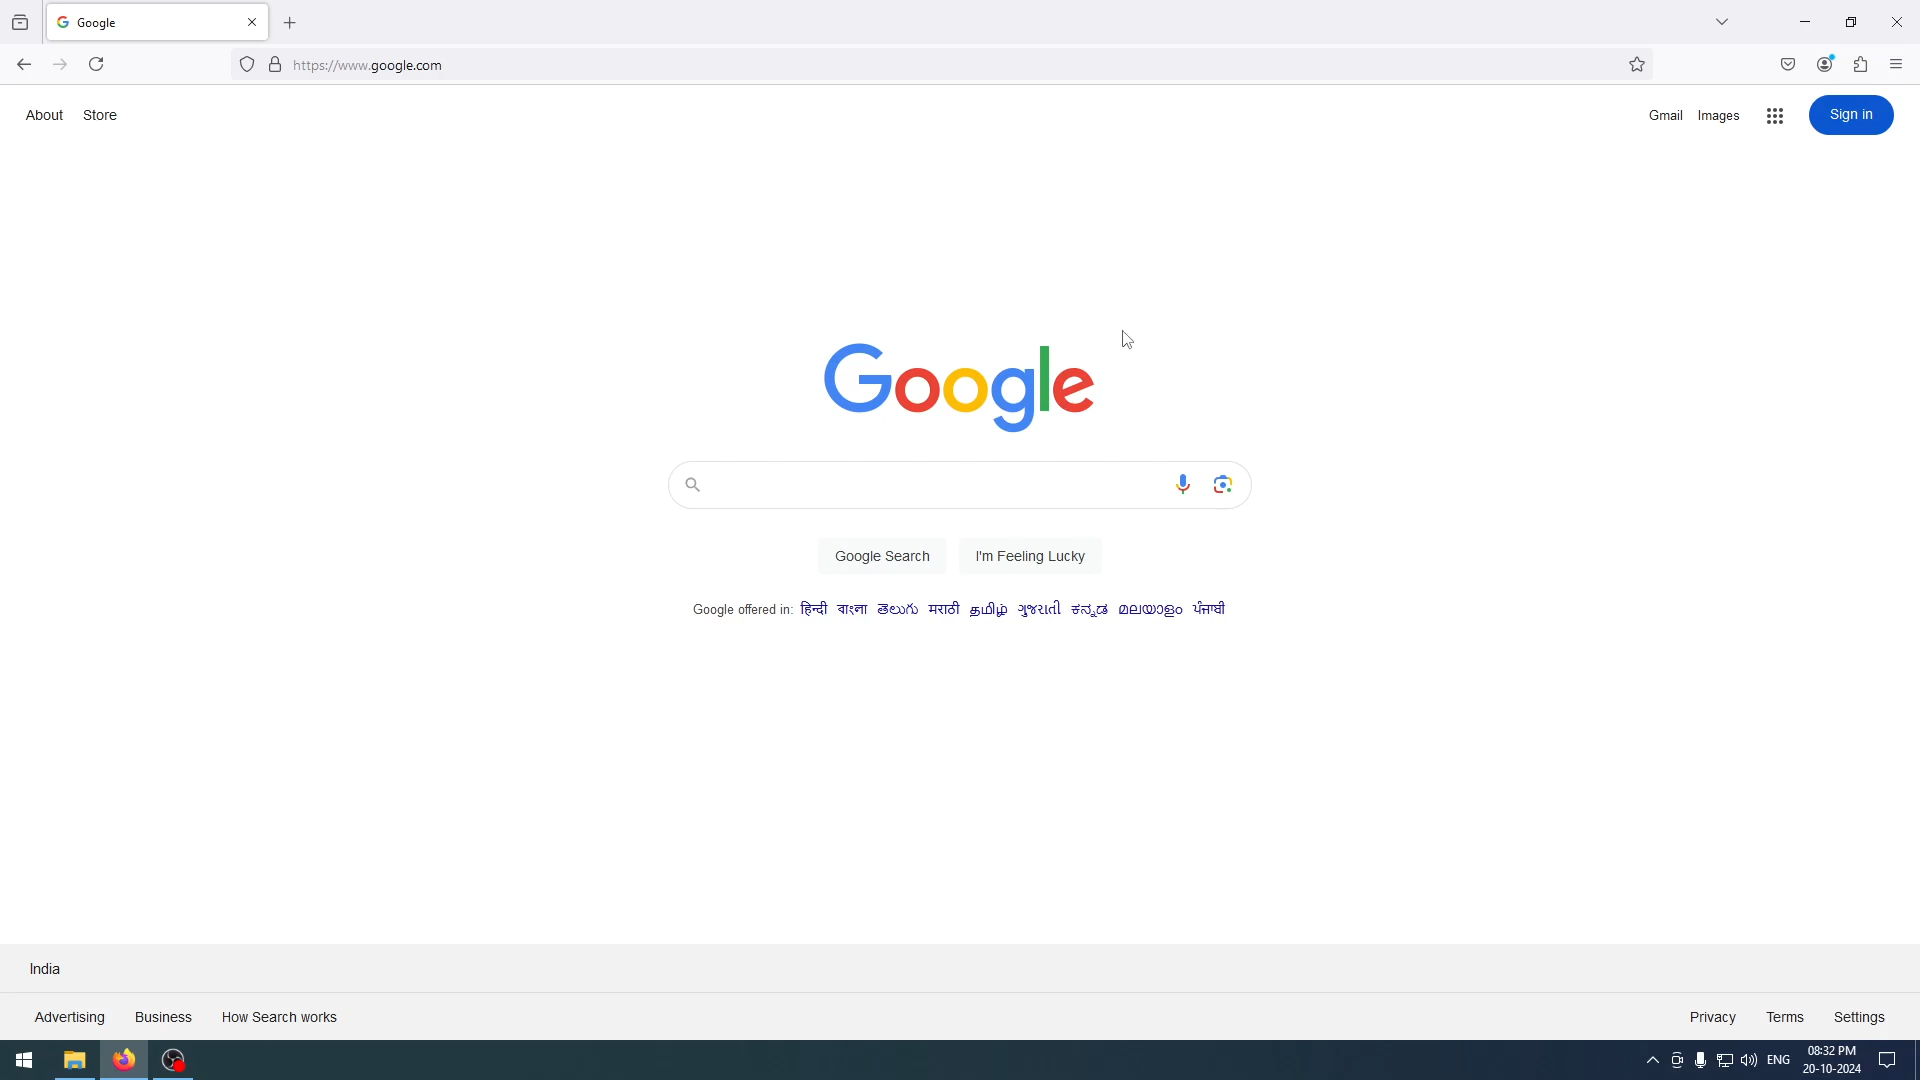 Google
https://www.google.com
About Store
Gmail Images Sign in
Google
Google Search I'm Feeling Lucky
Google offered in: हिन्दी বাংলা తెలుగు मराठी தமிழ் ગુજરાતી ಕನ್ನಡ മലയാളം ਪੰਜਾਬੀ
India
Advertising Business How Search works
Privacy Terms Settings
ENG
08:32 PM
20-10-2024